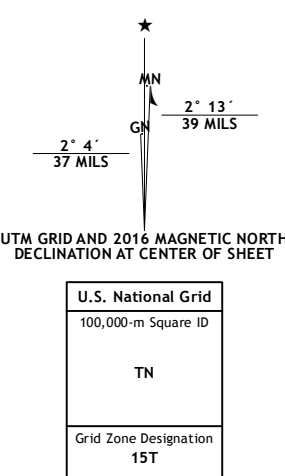 ★
MN
2° 13´
39 MILS
GN
2° 4´
37 MILS
UTM GRID AND 2016 MAGNETIC NORTH
DECLINATION AT CENTER OF SHEET
U.S. National Grid
100,000-m Square ID
TN
Grid Zone Designation
15T